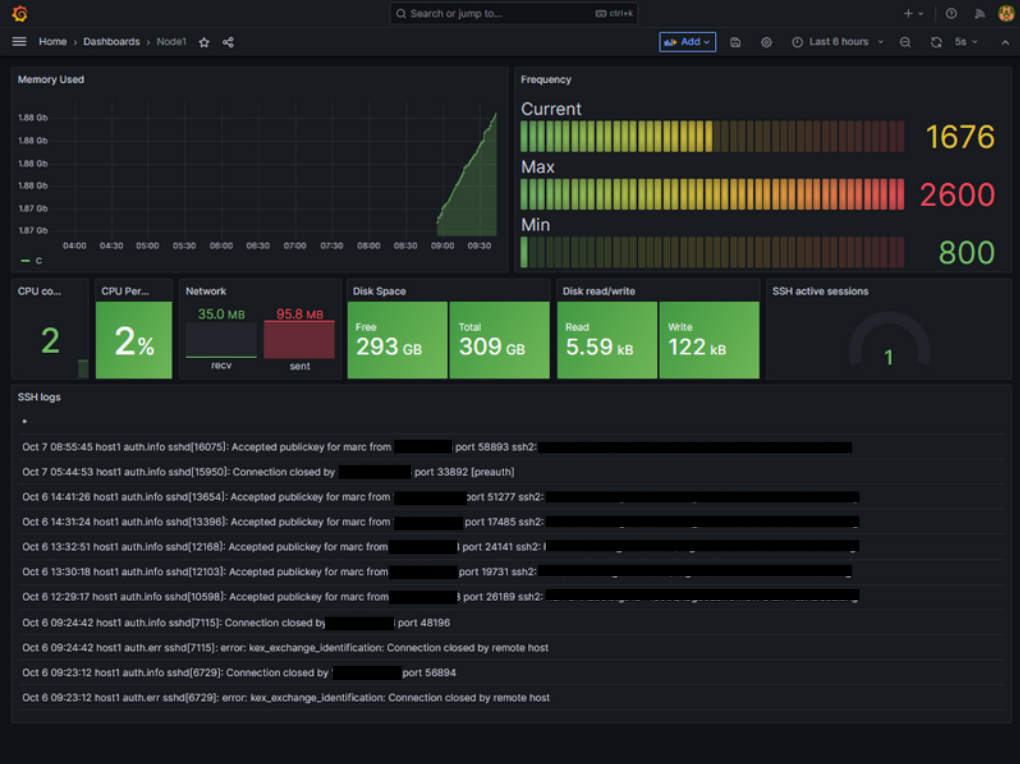 Search or jump to... ctrl+k
Home › Dashboards › Node1
Add
Last 6 hours
5s
Memory Used
1.88 Gb
1.88 Gb
1.88 Gb
1.88 Gb
1.87 Gb
1.87 Gb
04:00 04:30 05:00 05:30 06:00 06:30 07:00 07:30 08:00 08:30 09:00 09:30
C
Frequency
Current
1676
Max
2600
Min
800
CPU co...
2
CPU Per...
2%
Network
35.0 MB
95.8 MB
recv
sent
Disk Space
Free
293 GB
Total
309 GB
Disk read/write
Read
5.59 kB
Write
122 kB
SSH active sessions
1
SSH logs
Oct 7 08:55:45 host1 auth.info sshd[16075]: Accepted publickey for marc from port 58893 ssh2:
Oct 7 05:44:53 host1 auth.info sshd[15950]: Connection closed by port 33892 [preauth]
Oct 6 14:41:26 host1 auth.info sshd[13654]: Accepted publickey for marc from port 51277 ssh2:
Oct 6 14:31:24 host1 auth.info sshd[13396]: Accepted publickey for marc from port 17485 ssh2:
Oct 6 13:32:51 host1 auth.info sshd[12168]: Accepted publickey for marc from port 24141 ssh2:
Oct 6 13:30:18 host1 auth.info sshd[12103]: Accepted publickey for marc from port 19731 ssh2:
Oct 6 12:29:17 host1 auth.info sshd[10598]: Accepted publickey for marc from port 26189 ssh2:
Oct 6 09:24:42 host1 auth.info sshd[7115]: Connection closed by port 48196
Oct 6 09:24:42 host1 auth.err sshd[7115]: error: kex_exchange_identification: Connection closed by remote host
Oct 6 09:23:12 host1 auth.info sshd[6729]: Connection closed by port 56894
Oct 6 09:23:12 host1 auth.err sshd[6729]: error: kex_exchange_identification: Connection closed by remote host